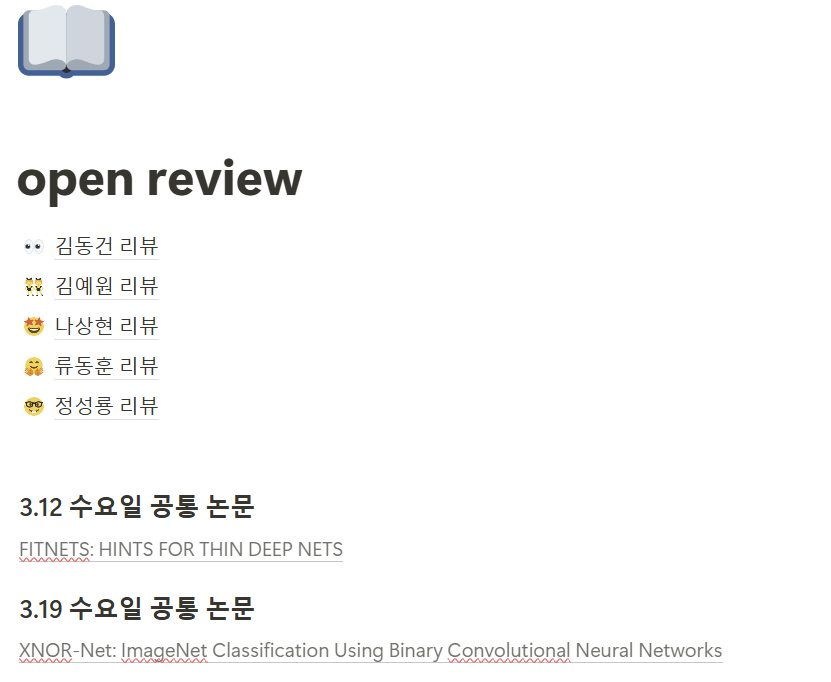 open review
김동건 리뷰
김예원 리뷰
나상현 리뷰
류동훈 리뷰
정성룡 리뷰
3.12 수요일 공통 논문
FITNETS: HINTS FOR THIN DEEP NETS
3.19 수요일 공통 논문
XNOR-Net: ImageNet Classification Using Binary Convolutional Neural Networks